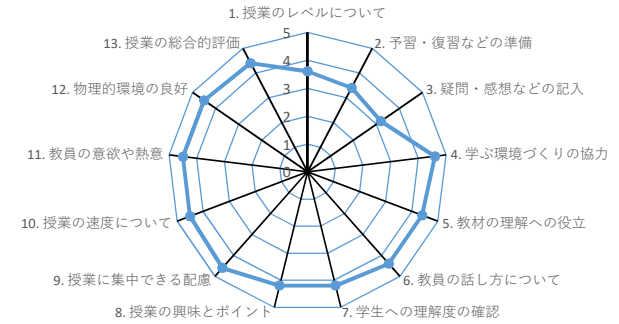 1. 授業のレベルについて
2. 予習・復習などの準備
3. 疑問・感想などの記入
4. 学ぶ環境づくりの協力
5. 教材の理解への役立
6. 教員の話し方について
7. 学生への理解度の確認
8. 授業の興味とポイント
9. 授業に集中できる配慮
10. 授業の速度について
11. 教員の意欲や熱意
12. 物理的環境の良好
13. 授業の総合的評価
5
4
3
2
1
0